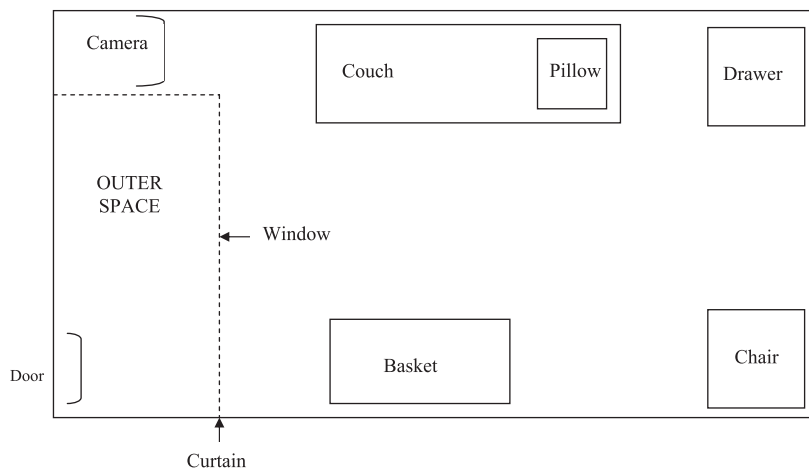 Camera
Couch
Pillow
Drawer
OUTER
SPACE
Window
Door
Basket
Chair
Curtain